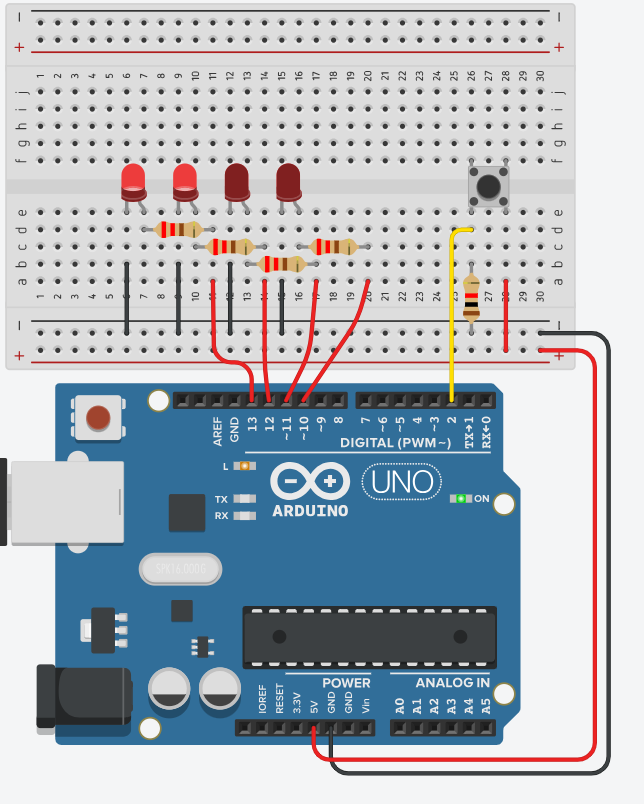 − −
+ +
1 2 3 4 5 6 7 8 9 10 11 12 13 14 15 16 17 18 19 20 21 22 23 24 25 26 27 28 29 30
j j
i i
h h
g g
f f
e e
d d
c c
b b
a a
1 2 3 4 5 6 7 8 9 10 11 12 13 14 15 16 17 18 19 20 21 22 23 24 25 26 27 28 29 30
− −
+ +
AREF GND 13 12 ~11 ~10 ~9 8 7 ~6 ~5 4 ~3 2 TX→1 RX←0
DIGITAL (PWM~)
L
TX
RX
UNO
ON
ARDUINO
SPK16.000G
POWER
ANALOG IN
IOREF RESET 3.3V 5V GND GND Vin A0 A1 A2 A3 A4 A5